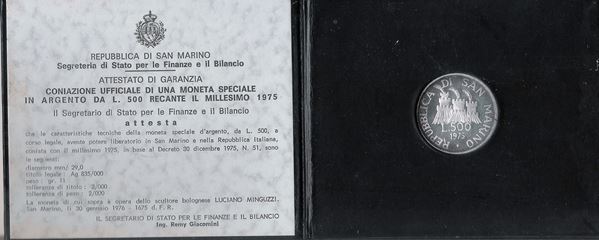 REPUBBLICA DI SAN MARINO
Segreteria di Stato per le Finanze e il Bilancio
ATTESTATO DI GARANZIA
CONIAZIONE UFFICIALE DI UNA MONETA SPECIALE
IN ARGENTO DA L. 500 RECANTE IL MILLESIMO 1975
Il Segretario di Stato per le Finanze e il Bilancio
attesta
che le caratteristiche tecniche della moneta speciale d'argento, da L. 500, a
corso legale, avente potere liberatorio in San Marino e nella Repubblica Italiana,
coniata con il millesimo 1975, in base al Decreto 30 dicembre 1975, N. 51, sono
le seguenti:
diametro mm/ 29,0
titolo legale: Ag 835/000
peso: gr. 11
tolleranza di titolo: 3/000
tolleranza di peso: 2/000
La moneta di cui sopra è opera dello scultore bolognese LUCIANO MINGUZZI.
San Marino, li 30 gennaio 1976 - 1675 d. F. R.
IL SEGRETARIO DI STATO PER LE FINANZE E IL BILANCIO
Ing. Remy Giacomini
REPUBBLICA DI SAN MARINO
L.500
1975